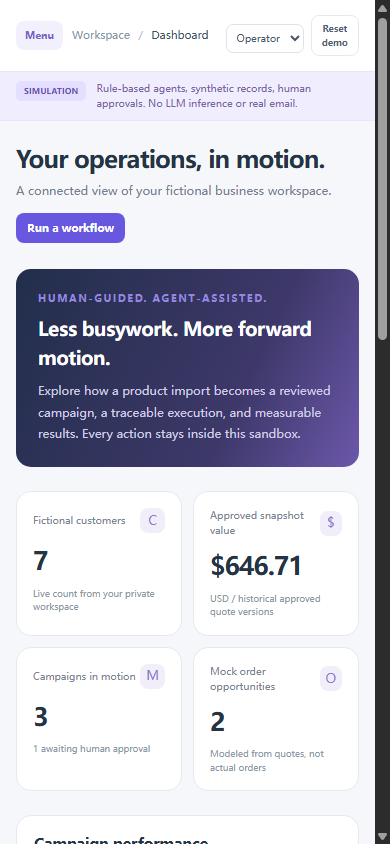 Menu Workspace / Dashboard Operator Reset demo
SIMULATION Rule-based agents, synthetic records, human
approvals. No LLM inference or real email.
Your operations, in motion.
A connected view of your fictional business workspace.
Run a workflow
HUMAN-GUIDED. AGENT-ASSISTED.
Less busywork. More forward
motion.
Explore how a product import becomes a reviewed
campaign, a traceable execution, and measurable
results. Every action stays inside this sandbox.
Fictional customers C
7
Live count from your private
workspace
Approved snapshot
value $
$646.71
USD / historical approved
quote versions
Campaigns in motion M
3
1 awaiting human approval
Mock order
opportunities O
2
Modeled from quotes, not
actual orders
Campaign performance